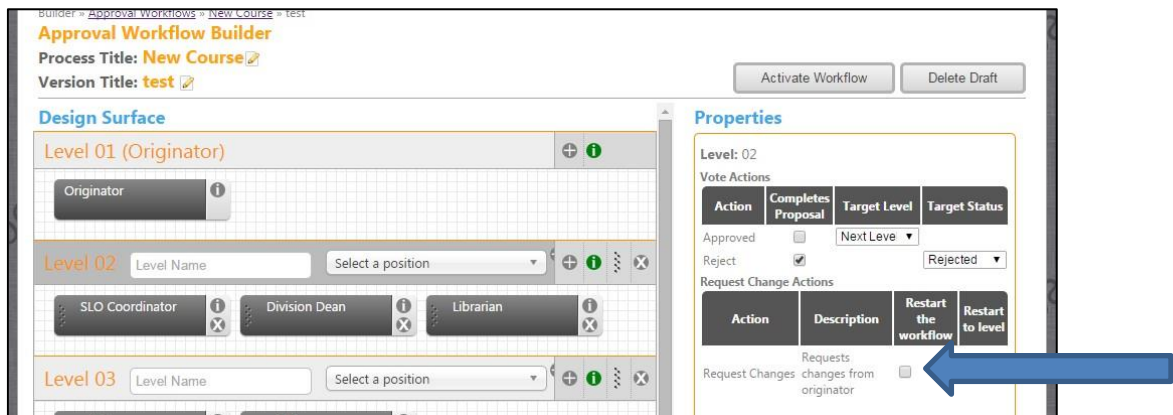 Builder » Approval Workflows » New Course » test
Approval Workflow Builder
Process Title: New Course
Version Title: test
Activate Workflow Delete Draft
Design Surface
Level 01 (Originator)
Originator
Level 02 Level Name Select a position
SLO Coordinator Division Dean Librarian
Level 03 Level Name Select a position
Properties
Level: 02
Vote Actions
Action Completes Proposal Target Level Target Status
Approved Next Leve
Reject Rejected
Request Change Actions
Action Description Restart the workflow Restart to level
Request Changes Requests changes from originator